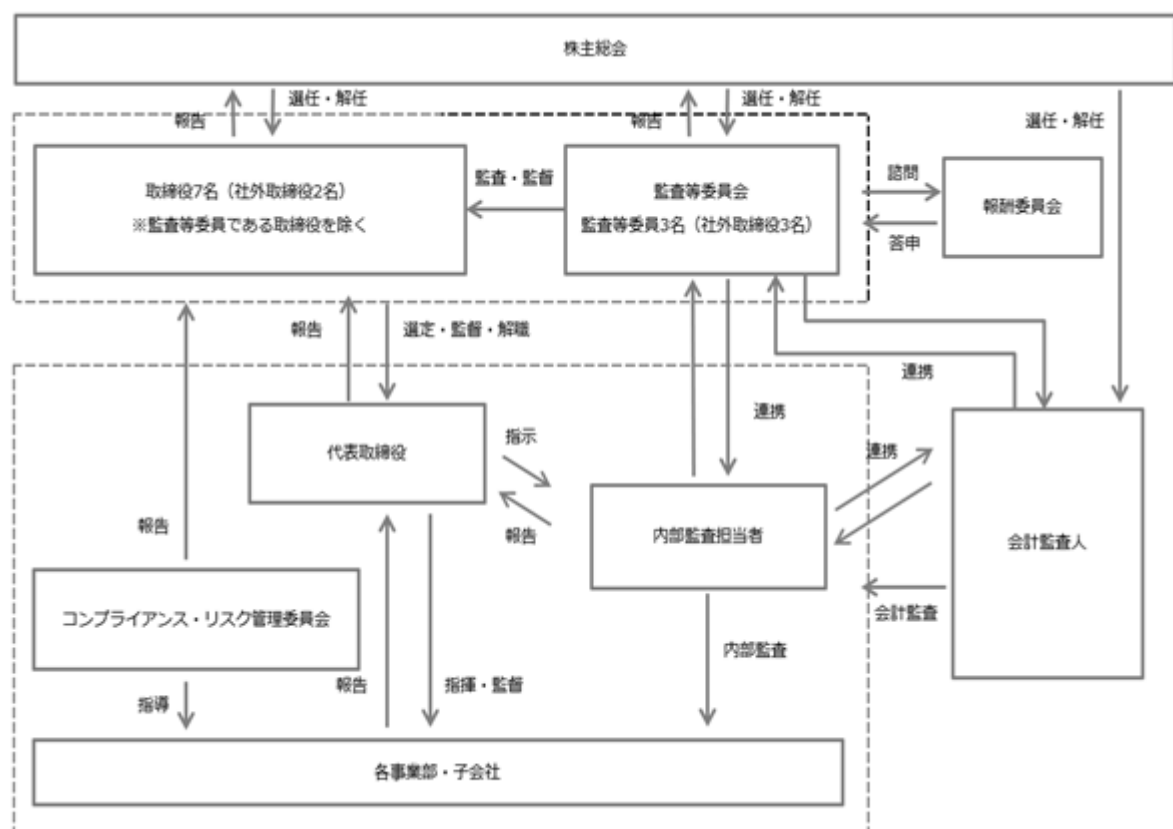 株主総会
報告
選任・解任
報告
選任・解任
選任・解任
取締役7名（社外取締役2名）
※監査等委員である取締役を除く
監査・監督
監査等委員会
監査等委員3名（社外取締役3名）
諮問
答申
報酬委員会
報告
選定・監督・解職
連携
連携
代表取締役
指示
報告
連携
内部監査担当者
会計監査人
報告
コンプライアンス・リスク管理委員会
会計監査
指導
報告
指揮・監督
内部監査
各事業部・子会社